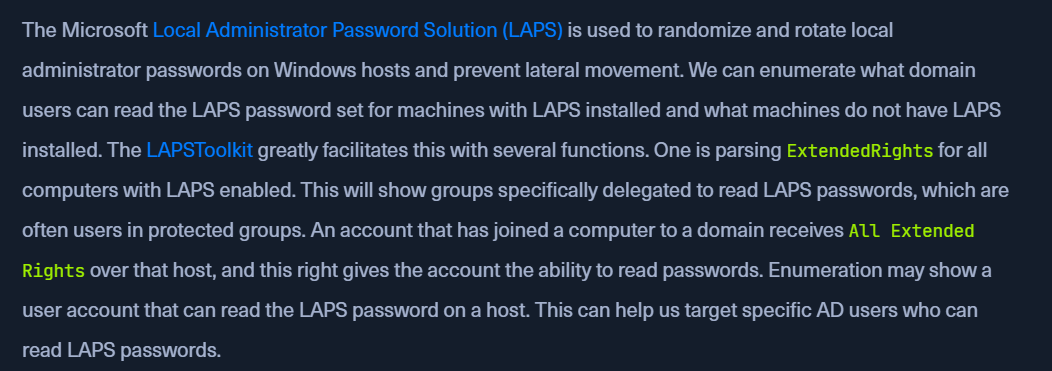 The Microsoft Local Administrator Password Solution (LAPS) is used to randomize and rotate local
administrator passwords on Windows hosts and prevent lateral movement. We can enumerate what domain
users can read the LAPS password set for machines with LAPS installed and what machines do not have LAPS
installed. The LAPSToolkit greatly facilitates this with several functions. One is parsing ExtendedRights for all
computers with LAPS enabled. This will show groups specifically delegated to read LAPS passwords, which are
often users in protected groups. An account that has joined a computer to a domain receives All Extended
Rights over that host, and this right gives the account the ability to read passwords. Enumeration may show a
user account that can read the LAPS password on a host. This can help us target specific AD users who can
read LAPS passwords.